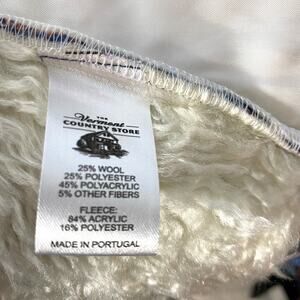 THE
Vermont
COUNTRY STORE
25% WOOL
25% POLYESTER
45% POLYACRYLIC
5% OTHER FIBERS
FLEECE:
84% ACRYLIC
16% POLYESTER
MADE IN PORTUGAL